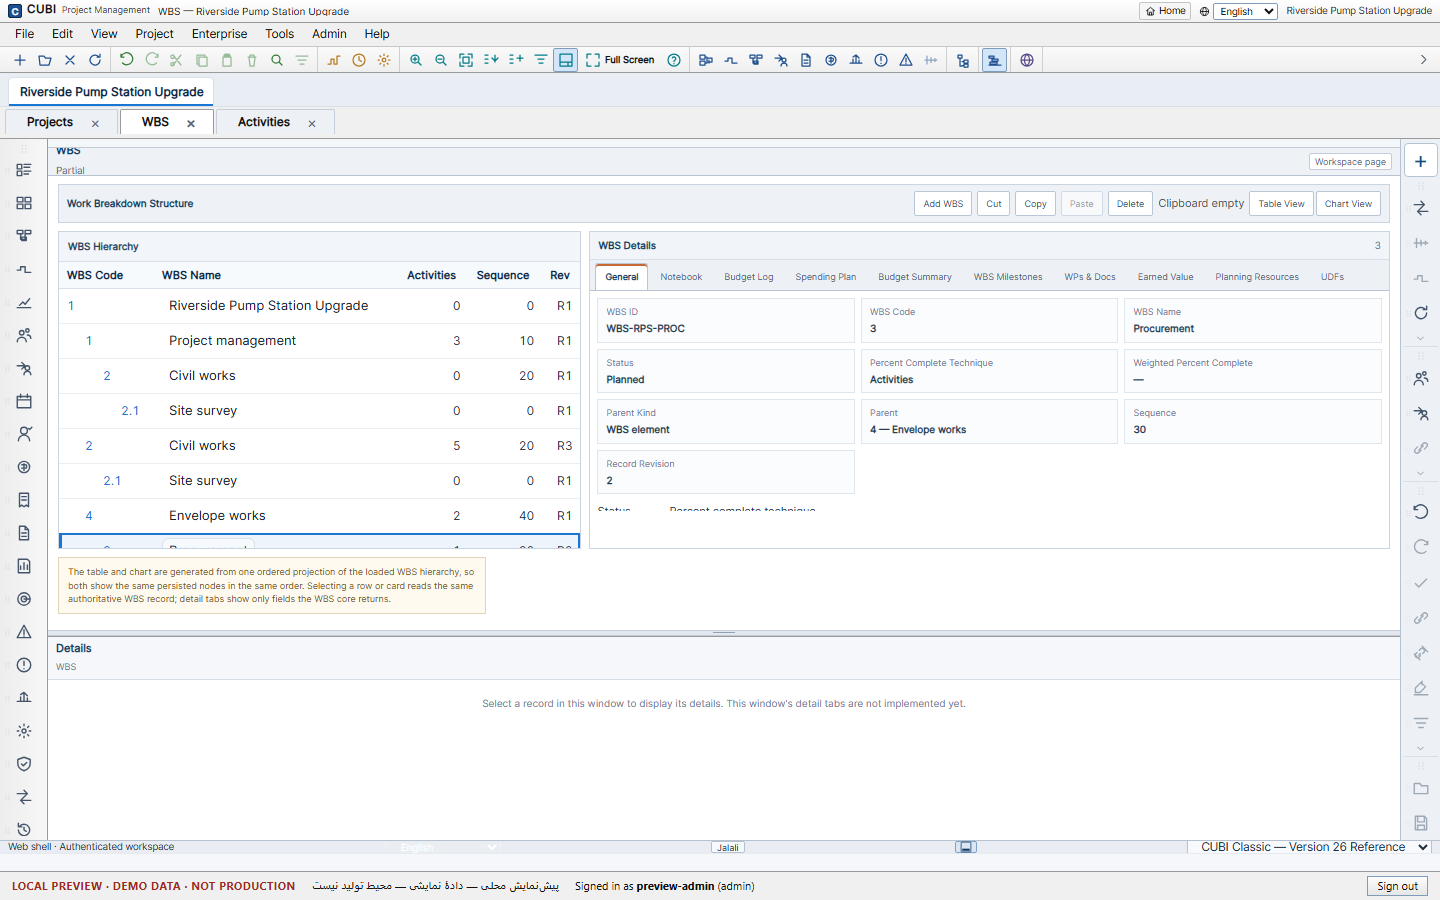 C CUBI Project Management WBS — Riverside Pump Station Upgrade Home English Riverside Pump Station Upgrade
File Edit View Project Enterprise Tools Admin Help
Full Screen
Riverside Pump Station Upgrade
Projects × WBS × Activities ×
WBS
Partial
Workspace page
Work Breakdown Structure Add WBS Cut Copy Paste Delete Clipboard empty Table View Chart View
WBS Hierarchy
WBS Code WBS Name Activities Sequence Rev
1 Riverside Pump Station Upgrade 0 0 R1
1 Project management 3 10 R1
2 Civil works 0 20 R1
2.1 Site survey 0 0 R1
2 Civil works 5 20 R3
2.1 Site survey 0 0 R1
4 Envelope works 2 40 R1
WBS Details 3
General Notebook Budget Log Spending Plan Budget Summary WBS Milestones WPs & Docs Earned Value Planning Resources UDFs
WBS ID WBS Code WBS Name
WBS-RPS-PROC 3 Procurement
Status Percent Complete Technique Weighted Percent Complete
Planned Activities —
Parent Kind Parent Sequence
WBS element 4 — Envelope works 30
Record Revision
2
Status Percent complete technique
The table and chart are generated from one ordered projection of the loaded WBS hierarchy, so
both show the same persisted nodes in the same order. Selecting a row or card reads the same
authoritative WBS record; detail tabs show only fields the WBS core returns.
Details
WBS
Select a record in this window to display its details. This window's detail tabs are not implemented yet.
Web shell · Authenticated workspace English Jalali CUBI Classic — Version 26 Reference
LOCAL PREVIEW · DEMO DATA · NOT PRODUCTION پیش‌نمایش محلی — دادهٔ نمایشی — محیط تولید نیست Signed in as preview-admin (admin) Sign out